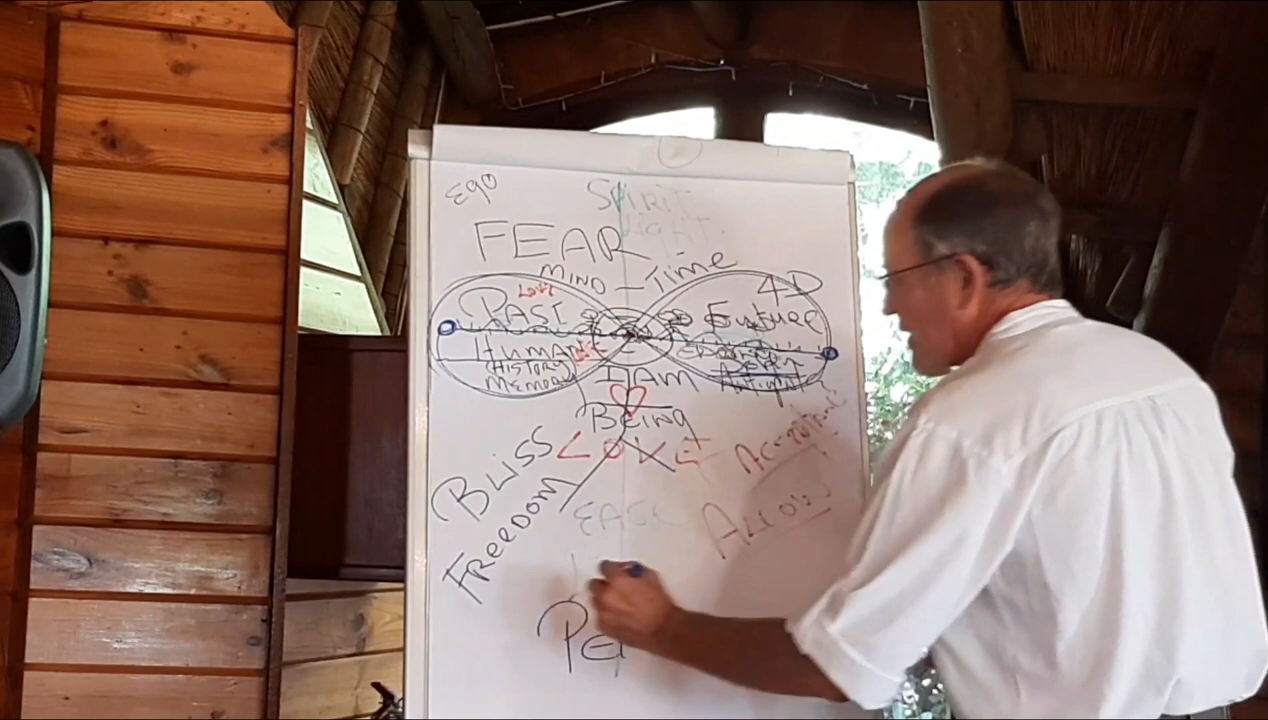 Ego
SPIRIT
Light
FEAR
MIND - Time
4D
PAST Love
Future
HUMAN
(HISTORY)
MEMORY
I AM
BEING
LOVE
BLISS
FREEDOM
EASE
ALLOW
Pe